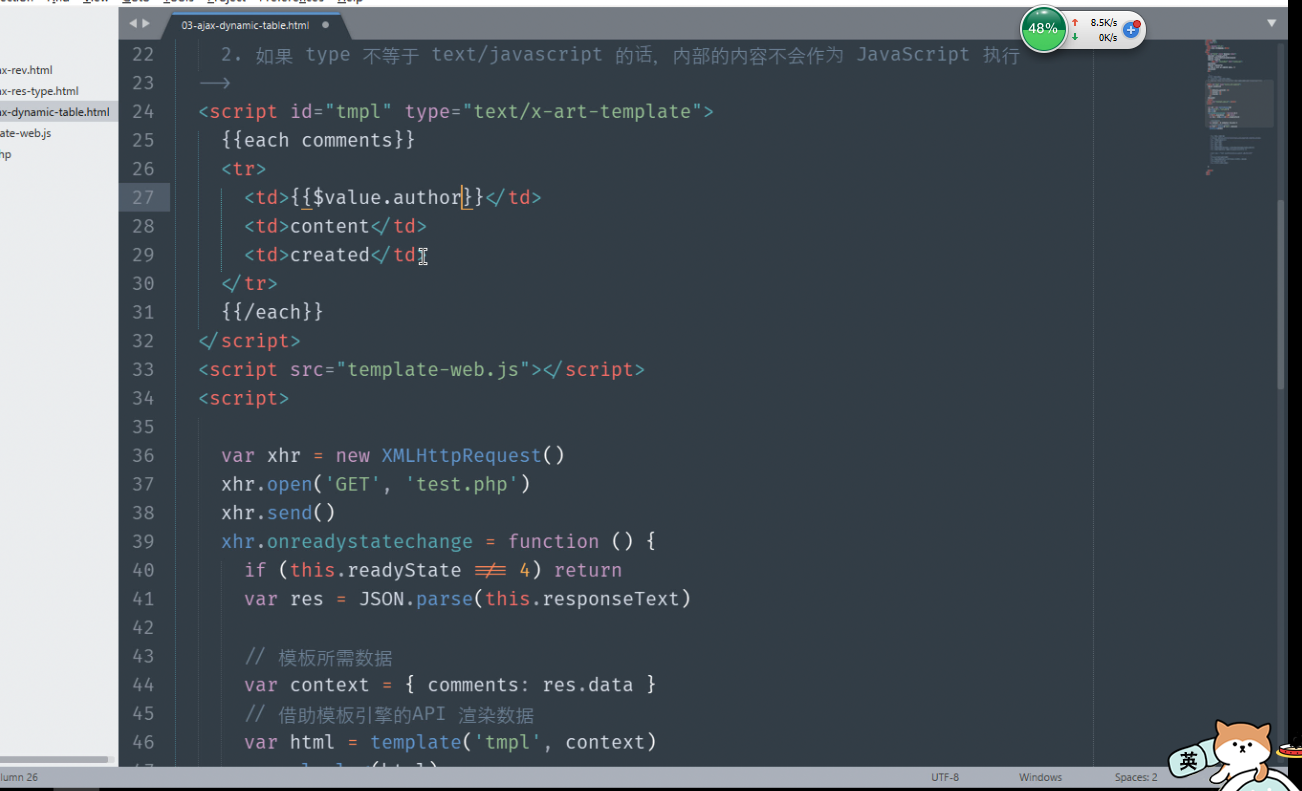 03-ajax-dynamic-table.html
48%
8.5K/s
0K/s
x-rev.html
x-res-type.html
x-dynamic-table.html
ate-web.js
hp
22 2. 如果 type 不等于 text/javascript 的话,内部的内容不会作为 JavaScript 执行
23 -->
24 <script id="tmpl" type="text/x-art-template">
25 {{each comments}}
26 <tr>
27 <td>{{$value.author}}</td>
28 <td>content</td>
29 <td>created</td>
30 </tr>
31 {{/each}}
32 </script>
33 <script src="template-web.js"></script>
34 <script>
35
36 var xhr = new XMLHttpRequest()
37 xhr.open('GET', 'test.php')
38 xhr.send()
39 xhr.onreadystatechange = function () {
40 if (this.readyState !== 4) return
41 var res = JSON.parse(this.responseText)
42
43 // 模板所需数据
44 var context = { comments: res.data }
45 // 借助模板引擎的API 渲染数据
46 var html = template('tmpl', context)
lumn 26
UTF-8
Windows
Spaces: 2
英